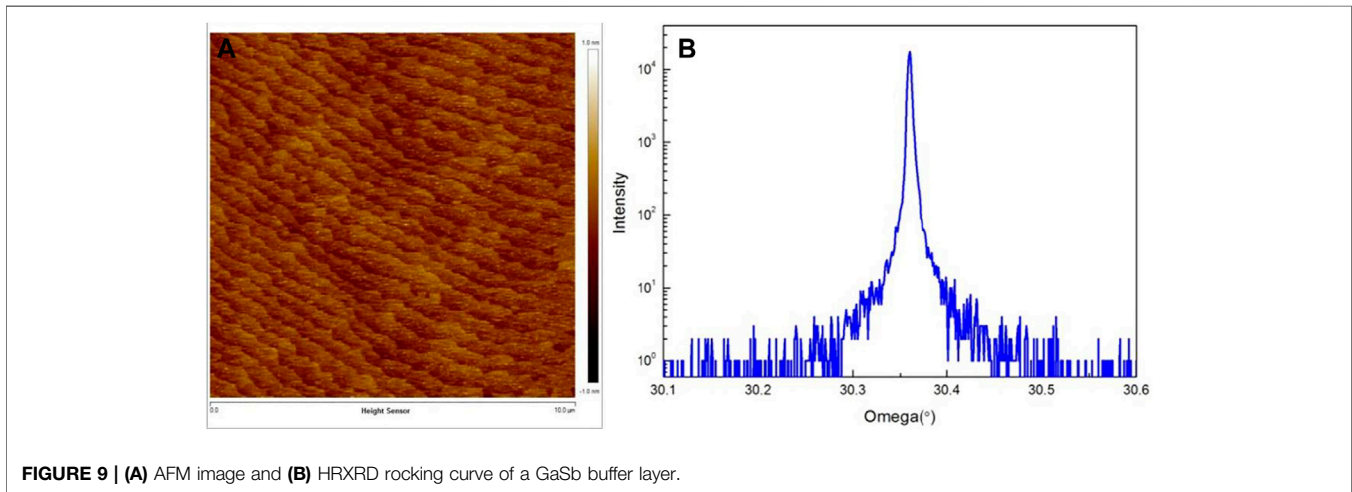 A
1.0 nm
-1.0 nm
0.0
Height Sensor
10.0 µm
B
Intensity
10⁴
10³
10²
10¹
10⁰
30.1 30.2 30.3 30.4 30.5 30.6
Omega(°)
FIGURE 9 | (A) AFM image and (B) HRXRD rocking curve of a GaSb buffer layer.